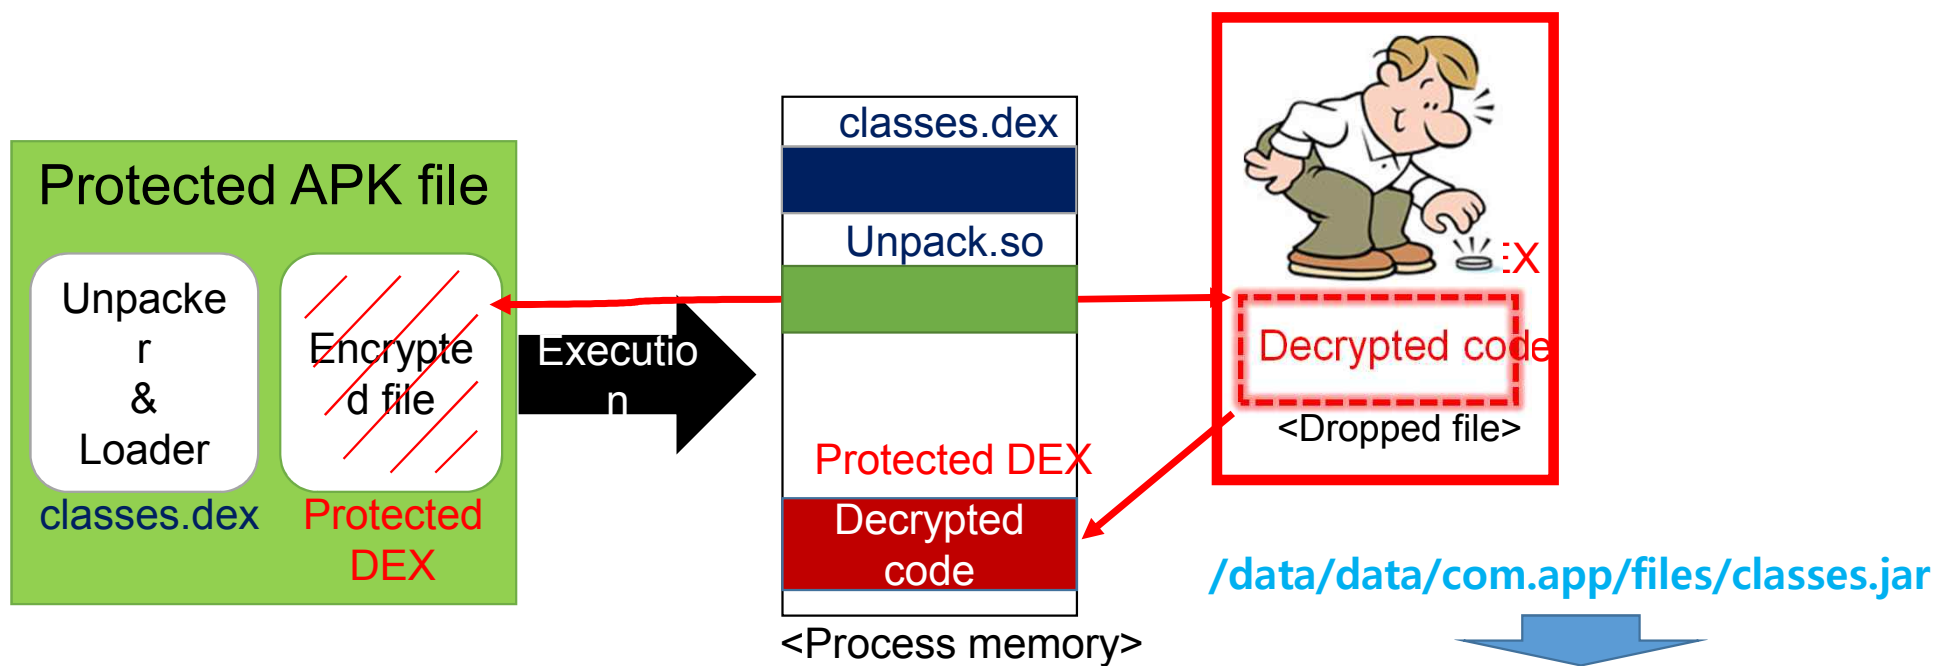 Protected APK file
Unpacke
r
&
Loader
classes.dex
Encrypte
d file
Protected
DEX
Executio
n
classes.dex
Unpack.so
Protected DEX
Decrypted
code
<Process memory>
EX
Decrypted code
<Dropped file>
/data/data/com.app/files/classes.jar